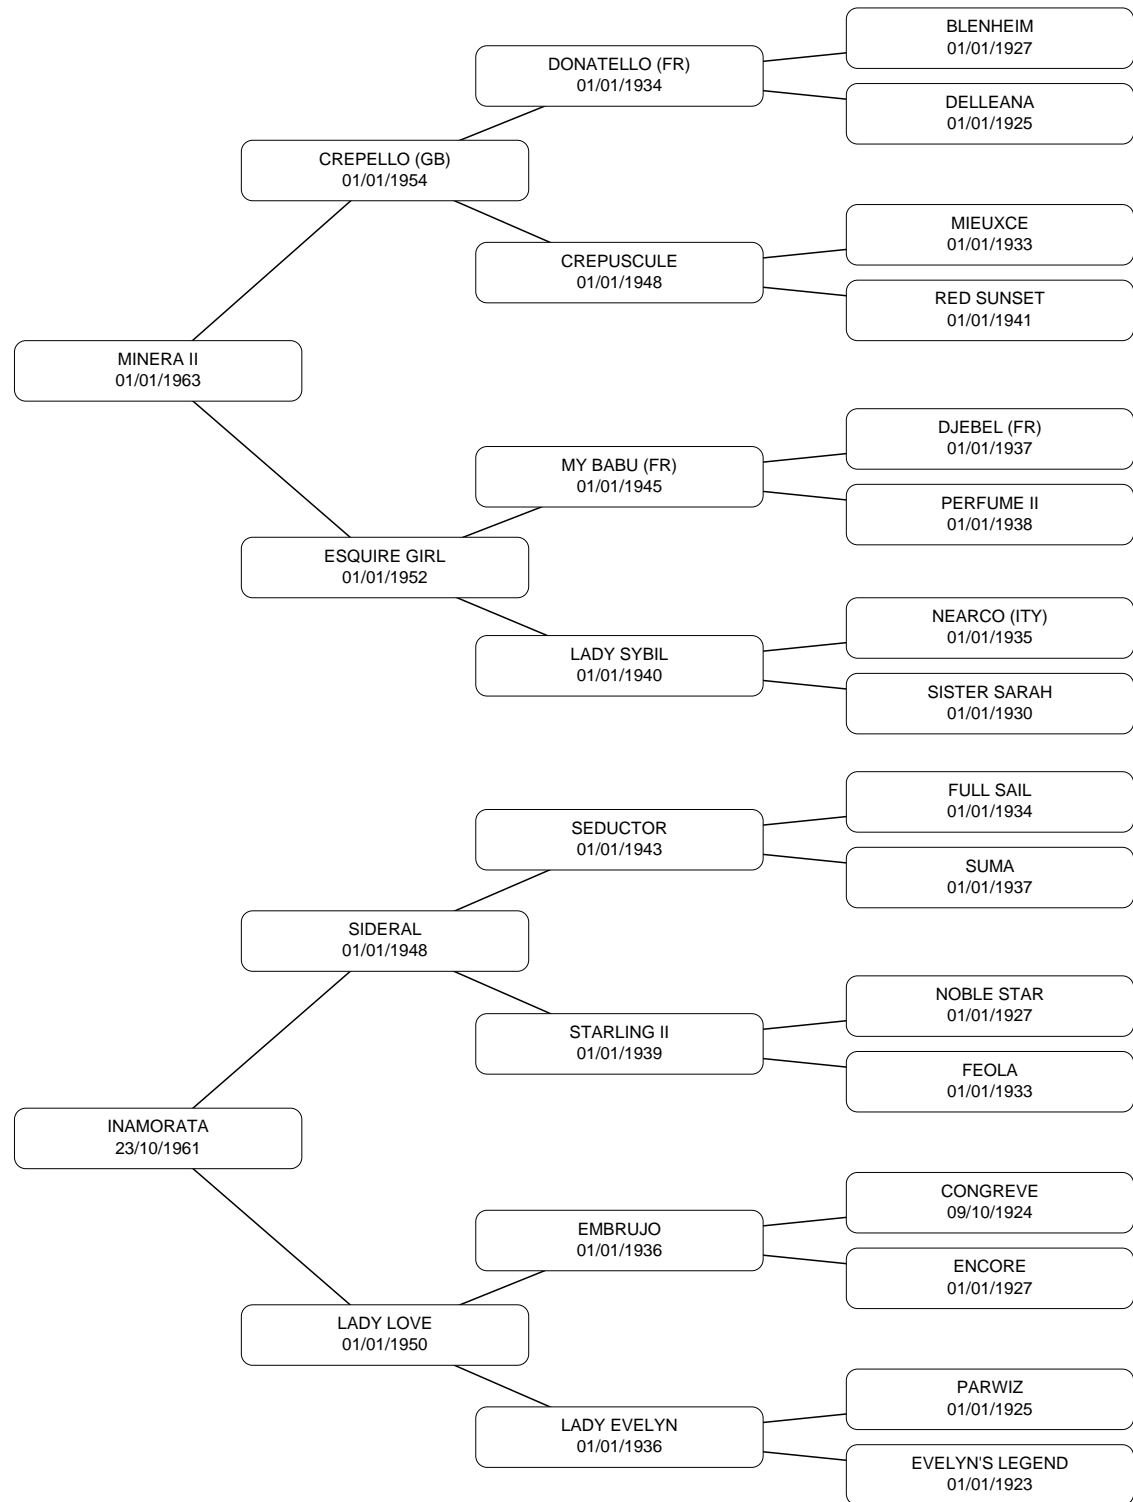 BLENHEIM
01/01/1927
DONATELLO (FR)
01/01/1934
DELLEANA
01/01/1925
CREPELLO (GB)
01/01/1954
MIEUXCE
01/01/1933
CREPUSCULE
01/01/1948
RED SUNSET
01/01/1941
MINERA II
01/01/1963
DJEBEL (FR)
01/01/1937
MY BABU (FR)
01/01/1945
PERFUME II
01/01/1938
ESQUIRE GIRL
01/01/1952
NEARCO (ITY)
01/01/1935
LADY SYBIL
01/01/1940
SISTER SARAH
01/01/1930
FULL SAIL
01/01/1934
SEDUCTOR
01/01/1943
SUMA
01/01/1937
SIDERAL
01/01/1948
NOBLE STAR
01/01/1927
STARLING II
01/01/1939
FEOLA
01/01/1933
INAMORATA
23/10/1961
CONGREVE
09/10/1924
EMBRUJO
01/01/1936
ENCORE
01/01/1927
LADY LOVE
01/01/1950
PARWIZ
01/01/1925
LADY EVELYN
01/01/1936
EVELYN'S LEGEND
01/01/1923